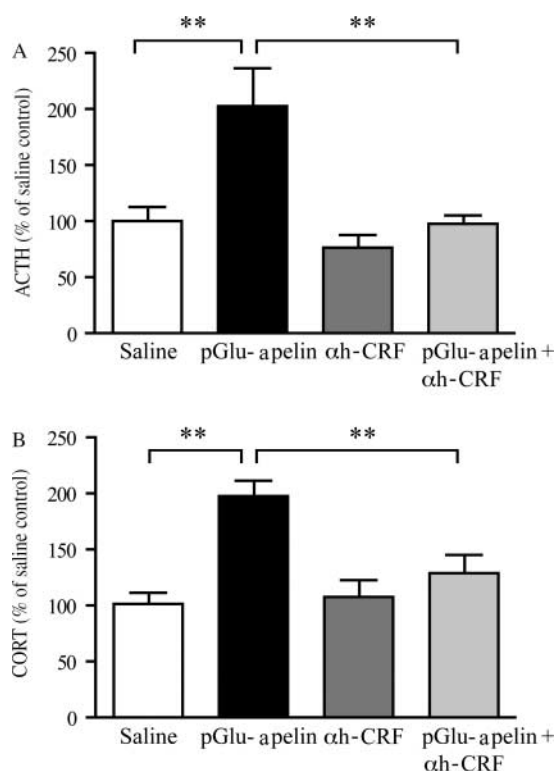 ** **
A
250
200
150
100
50
0
ACTH (% of saline control)
Saline pGlu-apelin αh-CRF pGlu-apelin +
αh-CRF
B
** **
250
200
150
100
50
0
CORT (% of saline control)
Saline pGlu-apelin αh-CRF pGlu-apelin +
αh-CRF